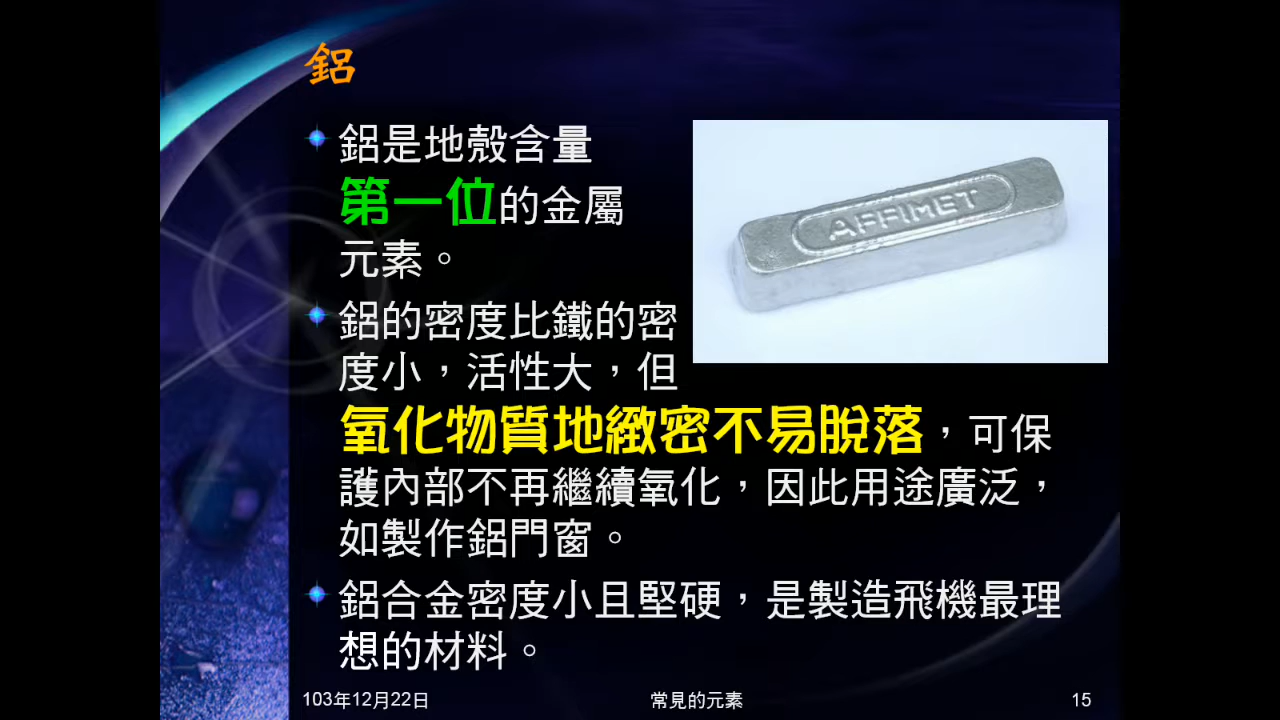 鋁
鋁是地殼含量
第一位的金屬
元素。
AFFIMET
鋁的密度比鐵的密
度小，活性大，但
氧化物質地緻密不易脫落，可保
護內部不再繼續氧化，因此用途廣泛，
如製作鋁門窗。
鋁合金密度小且堅硬，是製造飛機最理
想的材料。
103年12月22日
常見的元素
15